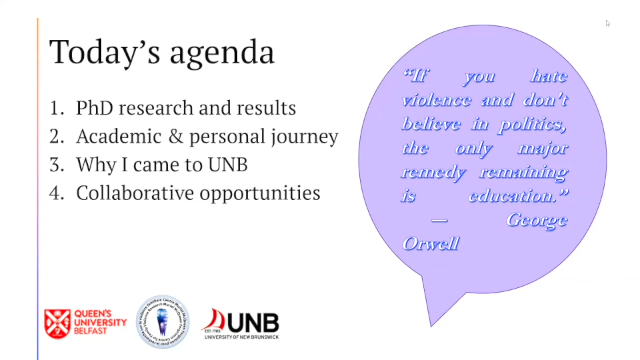 Today's agenda
1. PhD research and results
2. Academic & personal journey
3. Why I came to UNB
4. Collaborative opportunities
“If you hate
violence and don't
believe in politics,
the only major
remedy remaining
is education.”
— George
Orwell
QUEEN'S
UNIVERSITY
BELFAST
UNB
UNIVERSITY OF NEW BRUNSWICK